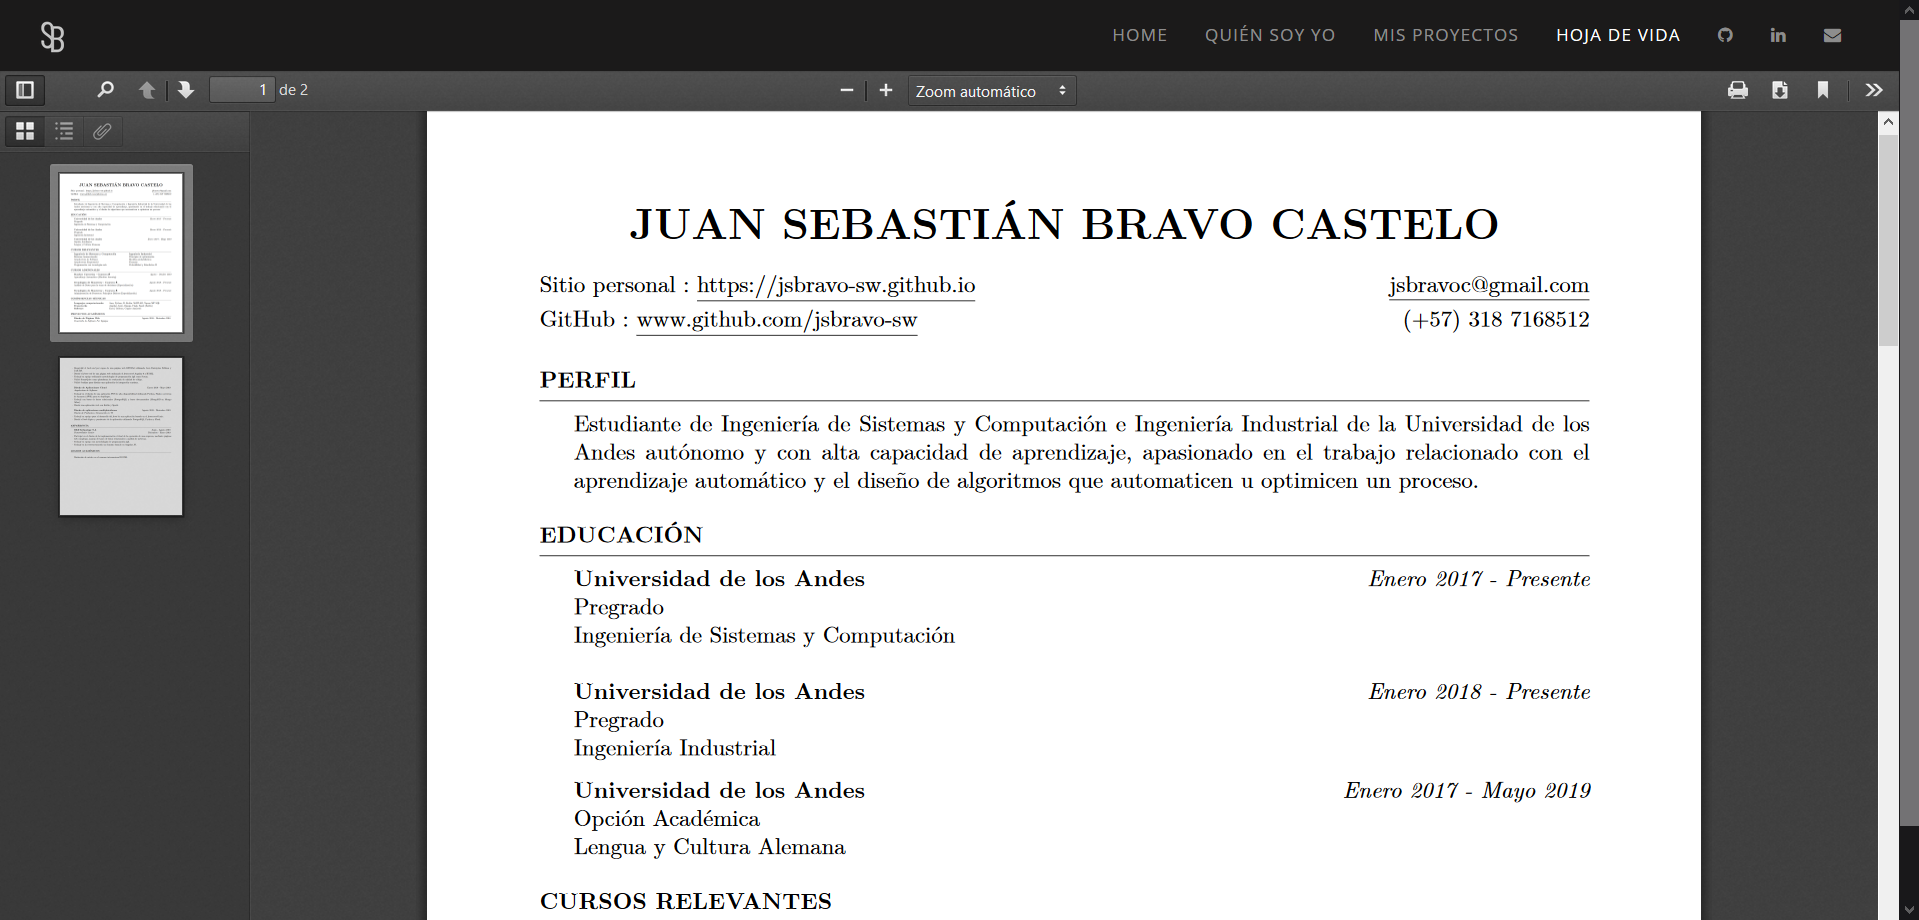 SB
HOME QUIÉN SOY YO MIS PROYECTOS HOJA DE VIDA
1 de 2 Zoom automático
JUAN SEBASTIÁN BRAVO CASTELO
Sitio personal : https://jsbravo-sw.github.io jsbravoc@gmail.com
GitHub : www.github.com/jsbravo-sw (+57) 318 7168512
PERFIL
Estudiante de Ingeniería de Sistemas y Computación e Ingeniería Industrial de la Universidad de los
Andes autónomo y con alta capacidad de aprendizaje, apasionado en el trabajo relacionado con el
aprendizaje automático y el diseño de algoritmos que automaticen u optimicen un proceso.
EDUCACIÓN
Universidad de los Andes Enero 2017 - Presente
Pregrado
Ingeniería de Sistemas y Computación
Universidad de los Andes Enero 2018 - Presente
Pregrado
Ingeniería Industrial
Universidad de los Andes Enero 2017 - Mayo 2019
Opción Académica
Lengua y Cultura Alemana
CURSOS RELEVANTES